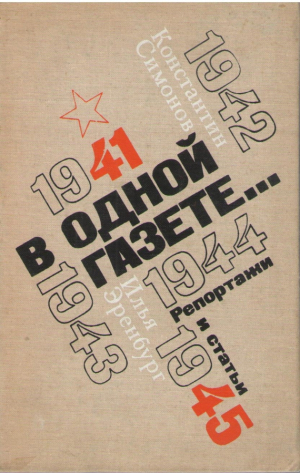 Константин
Симонов
1942
1941
В ОДНОЙ
ГАЗЕТЕ...
1943
Илья
Эренбург
1944
Репортажи
и статьи
1945